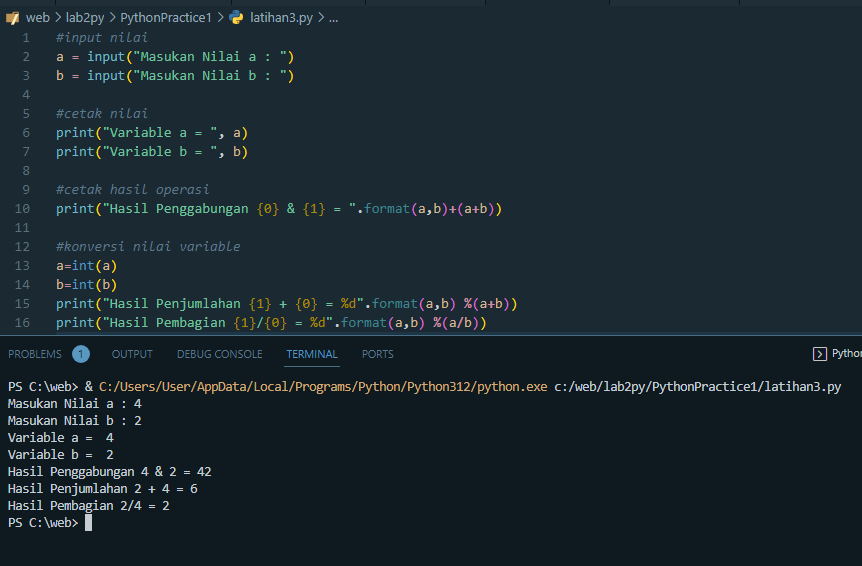 web > lab2py > PythonPractice1 > latihan3.py > ...
1 #input nilai
2 a = input("Masukan Nilai a : ")
3 b = input("Masukan Nilai b : ")
4
5 #cetak nilai
6 print("Variable a = ", a)
7 print("Variable b = ", b)
8
9 #cetak hasil operasi
10 print("Hasil Penggabungan {0} & {1} = ".format(a,b)+(a+b))
11
12 #konversi nilai variable
13 a=int(a)
14 b=int(b)
15 print("Hasil Penjumlahan {1} + {0} = %d".format(a,b) %(a+b))
16 print("Hasil Pembagian {1}/{0} = %d".format(a,b) %(a/b))
PROBLEMS 1 OUTPUT DEBUG CONSOLE TERMINAL PORTS Python
PS C:\web> & C:/Users/User/AppData/Local/Programs/Python/Python312/python.exe c:/web/lab2py/PythonPractice1/latihan3.py
Masukan Nilai a : 4
Masukan Nilai b : 2
Variable a =  4
Variable b =  2
Hasil Penggabungan 4 & 2 = 42
Hasil Penjumlahan 2 + 4 = 6
Hasil Pembagian 2/4 = 2
PS C:\web>